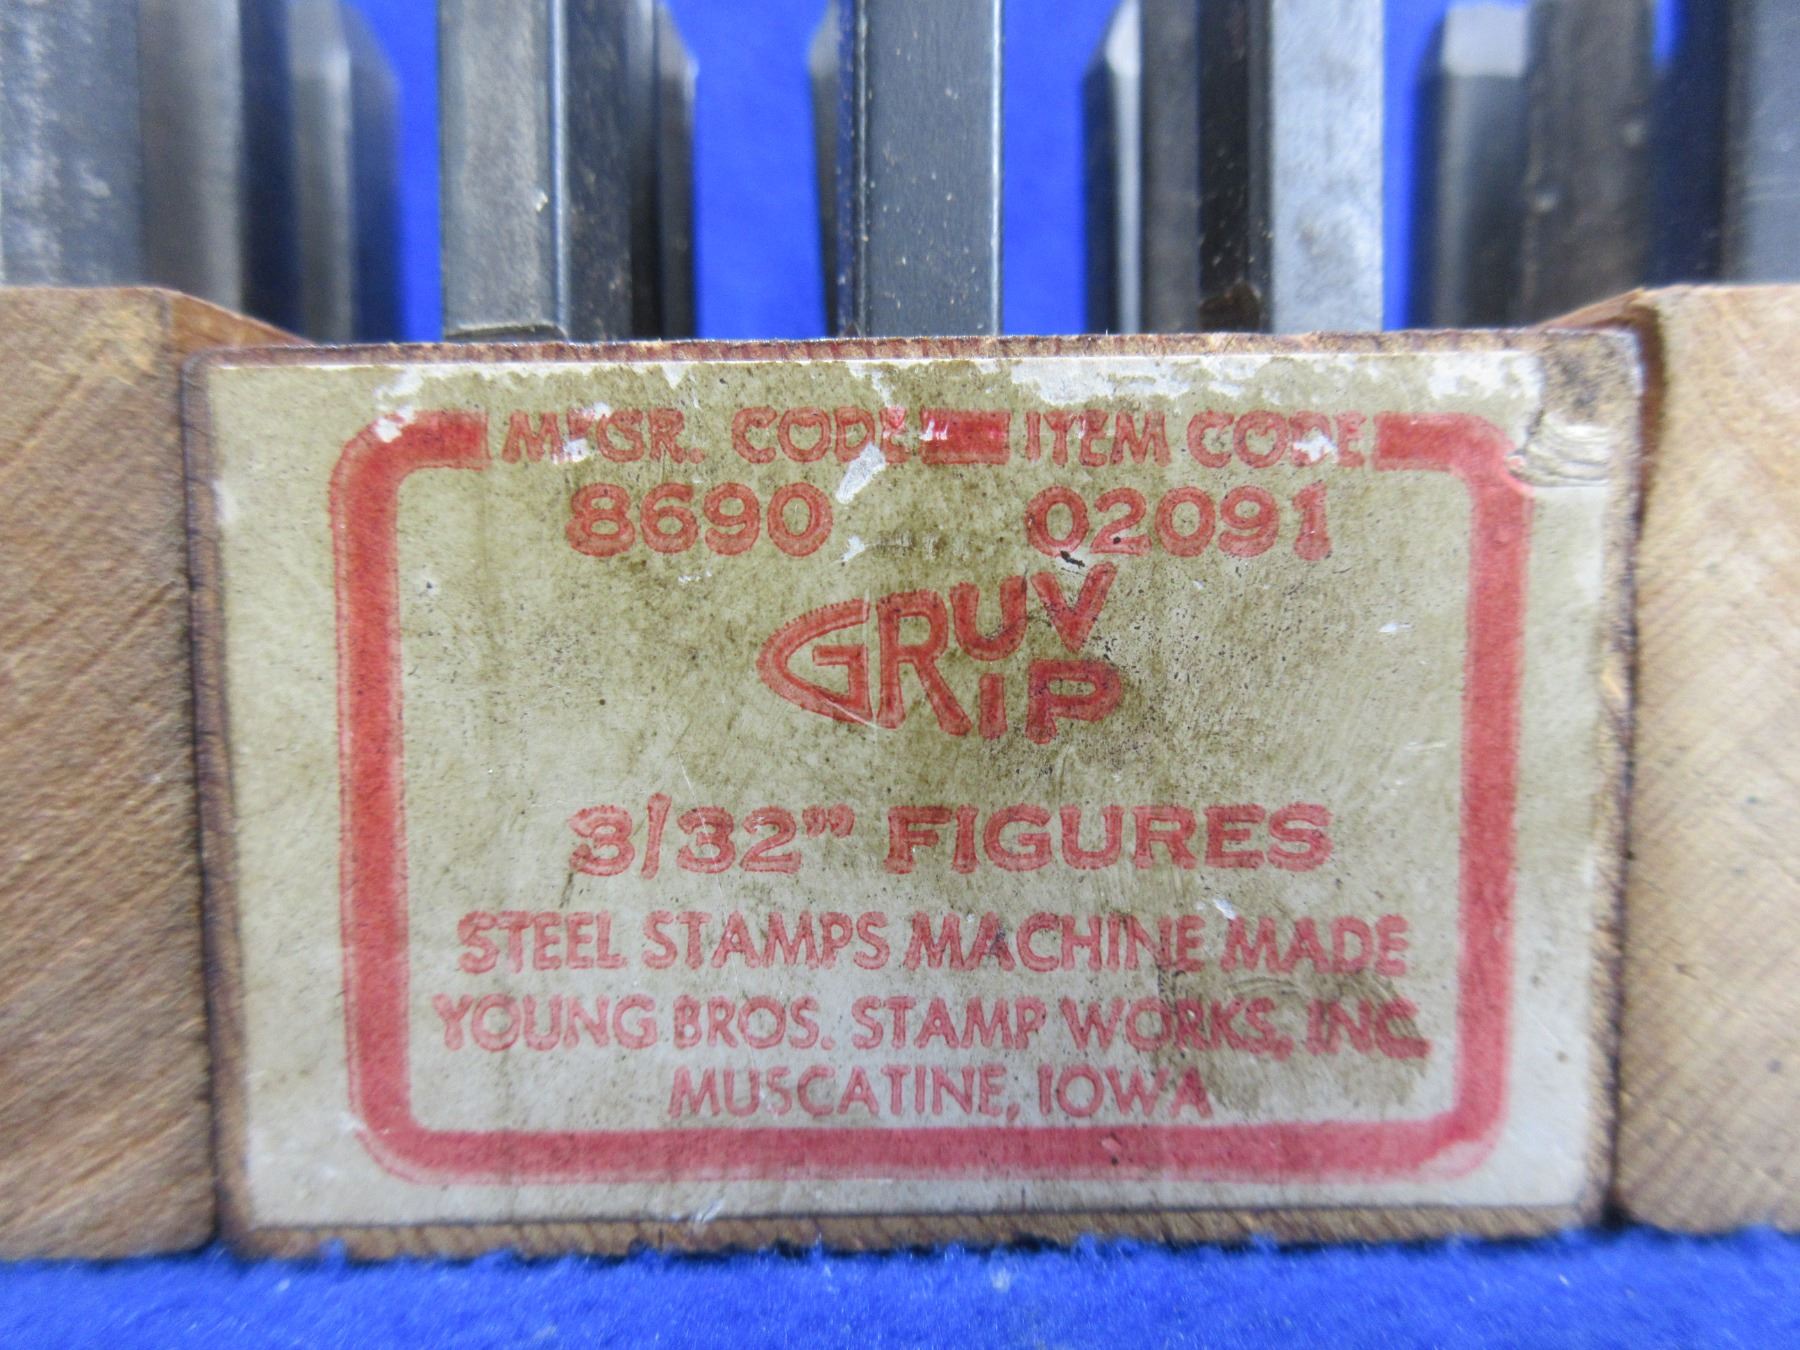 MFGR. CODE ITEM CODE
8690 02091
GRUV
GRIP
3/32” FIGURES
STEEL STAMPS MACHINE MADE
YOUNG BROS. STAMP WORKS, INC.
MUSCATINE, IOWA